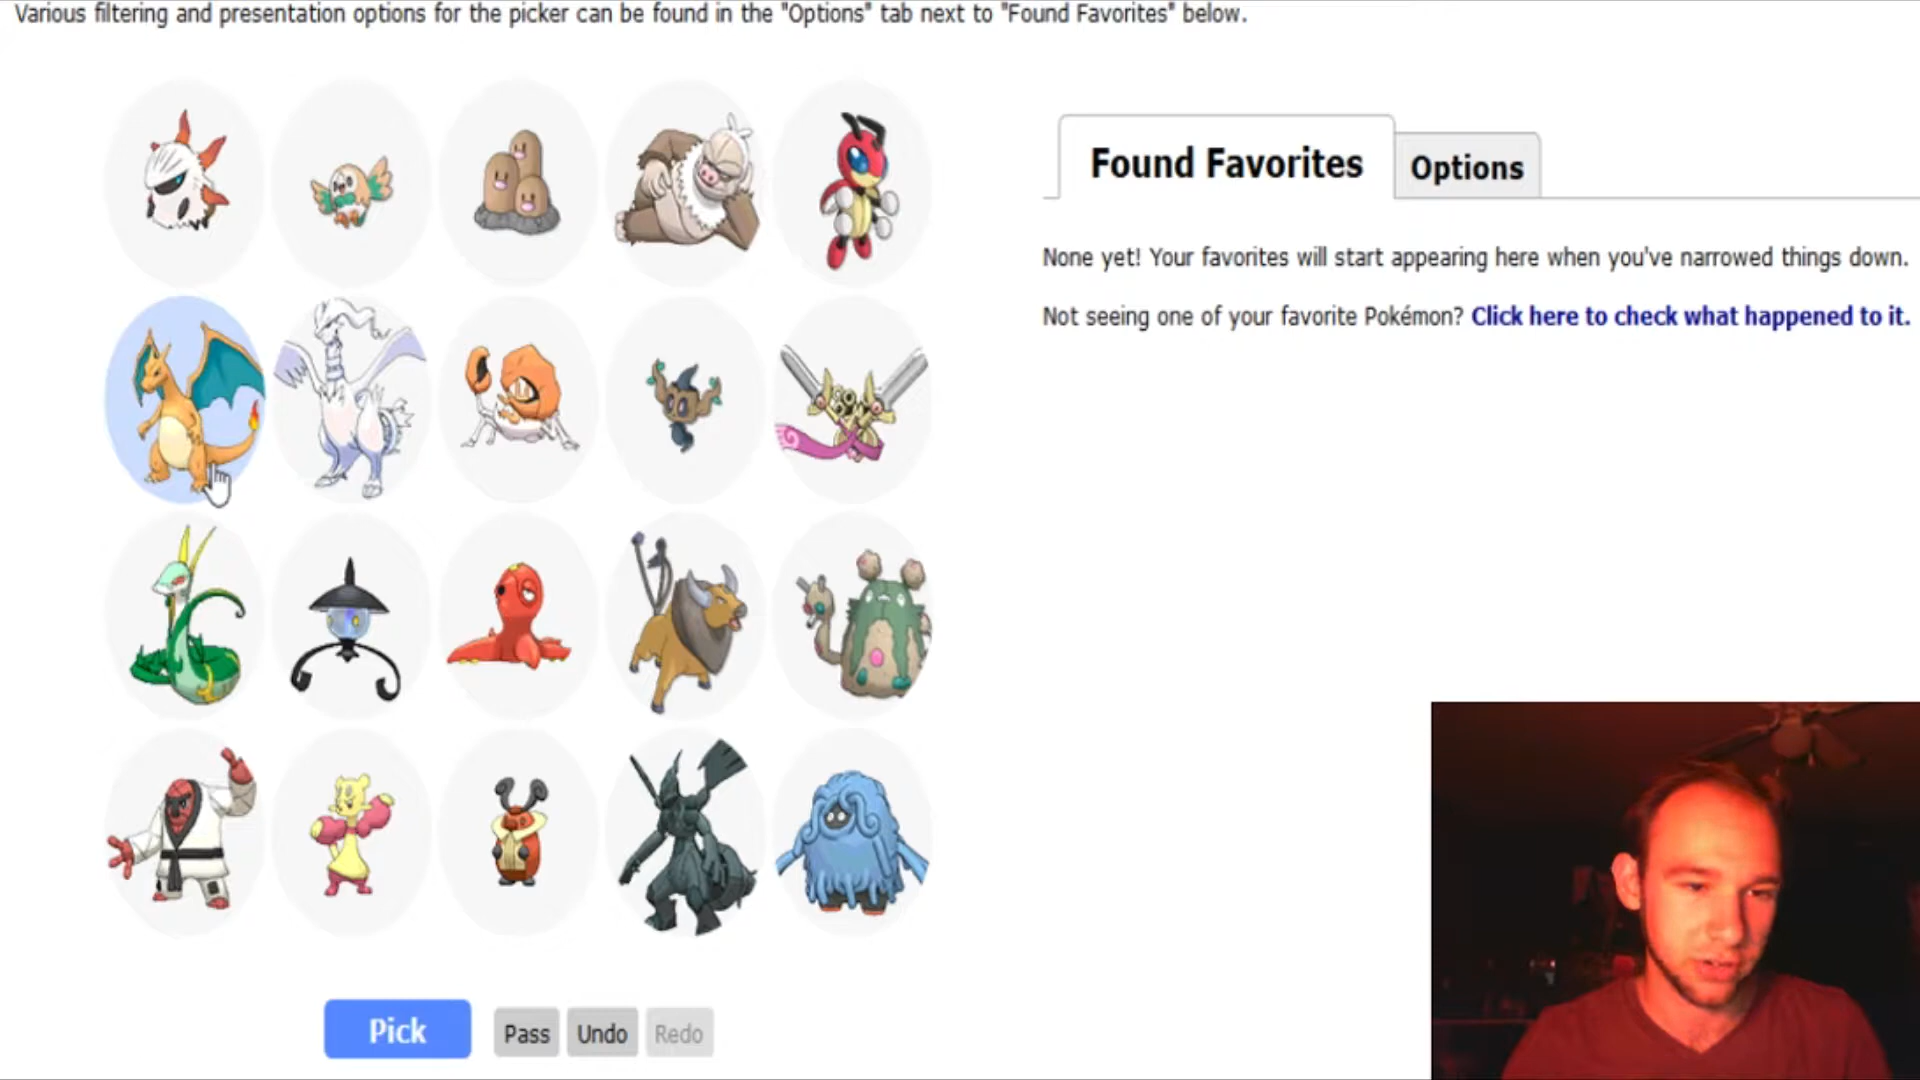 Various filtering and presentation options for the picker can be found in the "Options" tab next to "Found Favorites" below.
Found Favorites
Options
None yet! Your favorites will start appearing here when you've narrowed things down.
Not seeing one of your favorite Pokémon? Click here to check what happened to it.
Pick
Pass
Undo
Redo